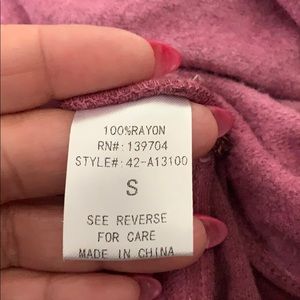 100%RAYON
RN#: 139704
STYLE#: 42-A13100
S
SEE REVERSE
FOR CARE
MADE IN CHINA